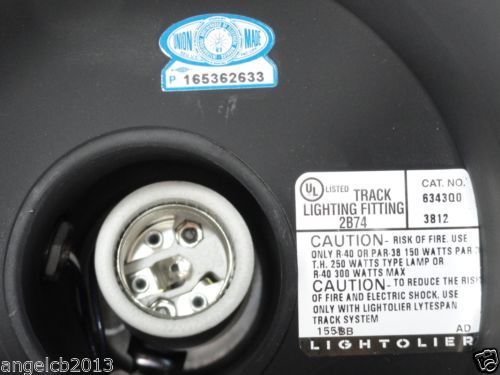 UNION MADE
P 165362633
UL LISTED TRACK LIGHTING FITTING 2B74
CAT. NO.
6343OO
3812
CAUTION- RISK OF FIRE. USE
ONLY R-40 OR PAR-38 150 WATTS PAR
T.H. 250 WATTS TYPE LAMP OR
R-40 300 WATTS MAX
CAUTION- TO REDUCE THE RISK
OF FIRE AND ELECTRIC SHOCK. USE
ONLY WITH LIGHTOLIER LYTESPAN
TRACK SYSTEM
AD
LIGHTOLIER
angelcb2013